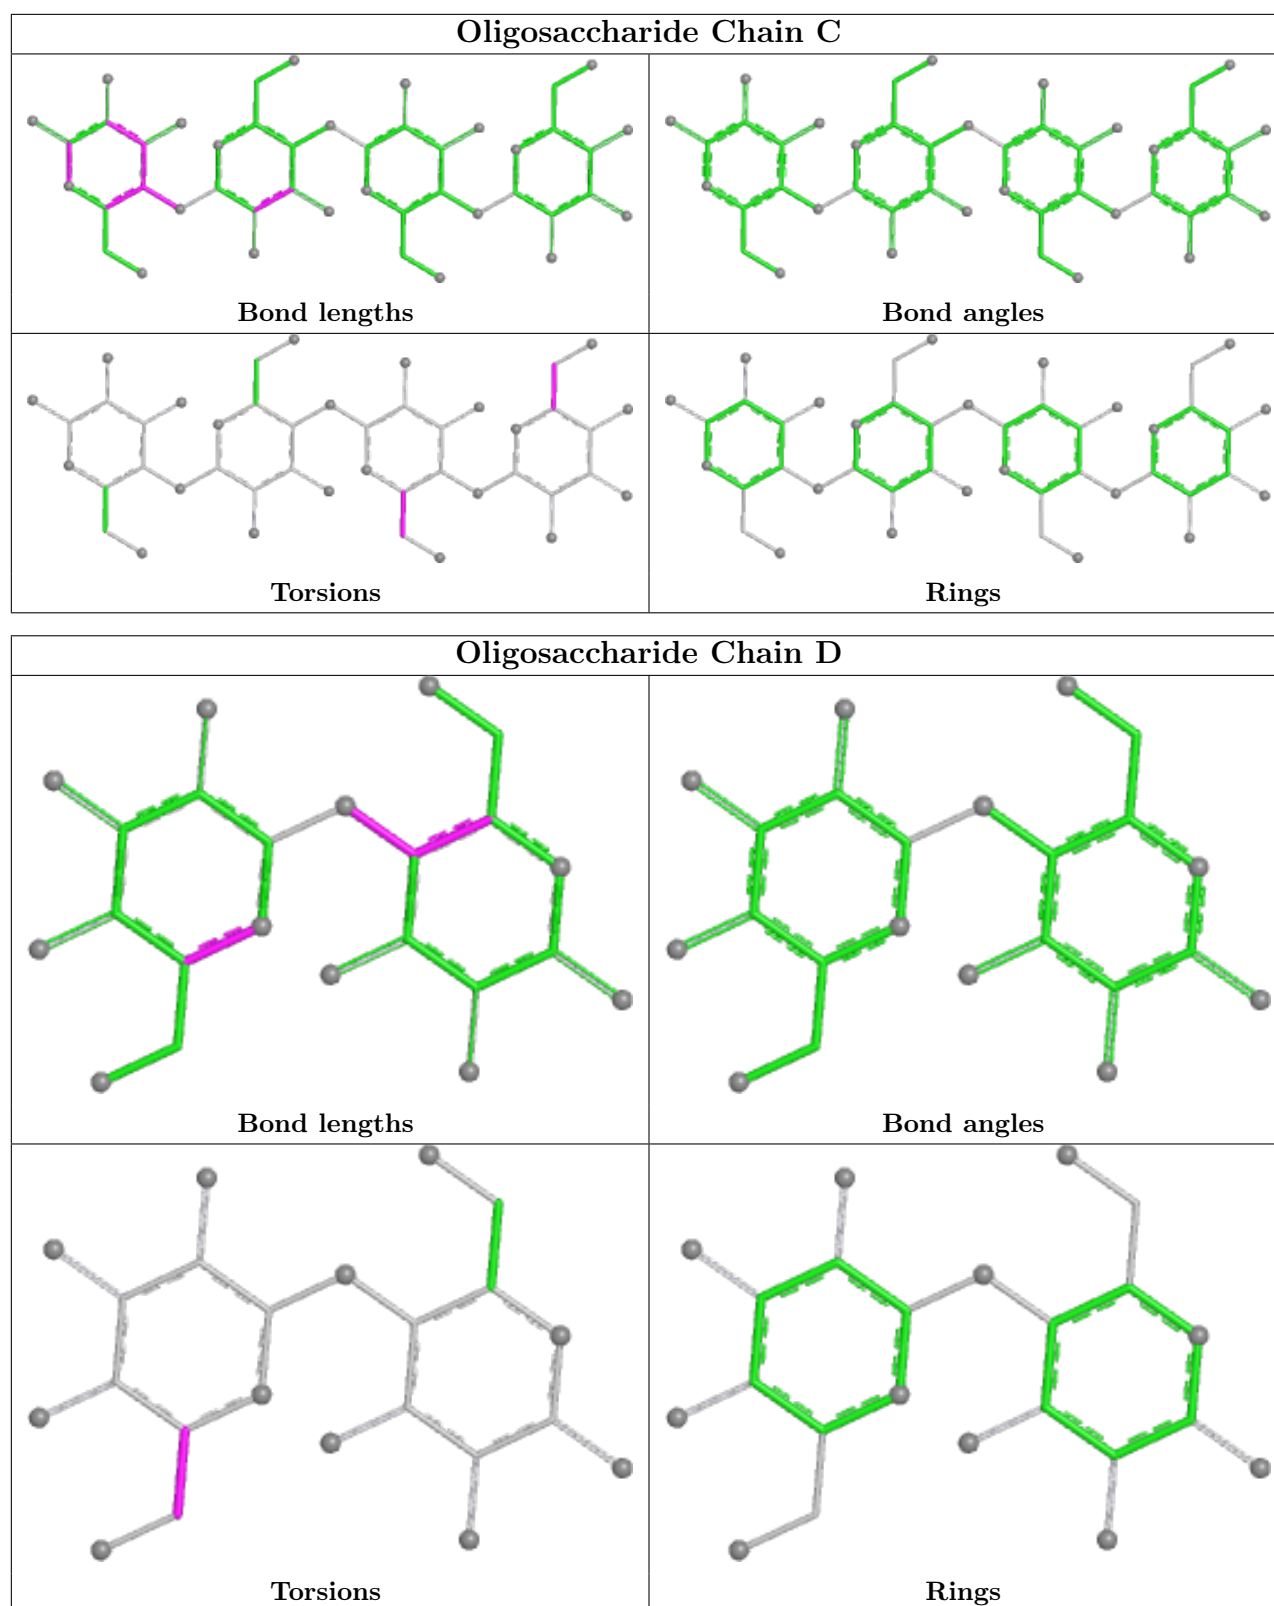 Oligosaccharide Chain C
Bond lengths
Bond angles
Torsions
Rings
Oligosaccharide Chain D
Bond lengths
Bond angles
Torsions
Rings